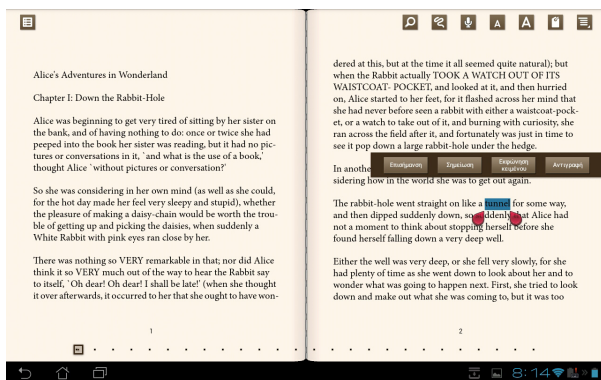 Alice's Adventures in Wonderland
Chapter I: Down the Rabbit-Hole
Alice was beginning to get very tired of sitting by her sister on
the bank, and of having nothing to do: once or twice she had
peeped into the book her sister was reading, but it had no pic-
tures or conversations in it, `and what is the use of a book,'
thought Alice `without pictures or conversation?'
So she was considering in her own mind (as well as she could,
for the hot day made her feel very sleepy and stupid), whether
the pleasure of making a daisy-chain would be worth the trou-
ble of getting up and picking the daisies, when suddenly a
White Rabbit with pink eyes ran close by her.
There was nothing so VERY remarkable in that; nor did Alice
think it so VERY much out of the way to hear the Rabbit say
to itself, `Oh dear! Oh dear! I shall be late!' (when she thought
it over afterwards, it occurred to her that she ought to have won-
1
A
A
dered at this, but at the time it all seemed quite natural); but
when the Rabbit actually TOOK A WATCH OUT OF ITS
WAISTCOAT- POCKET, and looked at it, and then hurried
on, Alice started to her feet, for it flashed across her mind that
she had never before seen a rabbit with either a waistcoat-pock-
et, or a watch to take out of it, and burning with curiosity, she
ran across the field after it, and fortunately was just in time to
see it pop down a large rabbit-hole under the hedge.
Επισήμανση Σημείωση Εκφώνηση κειμένου Αντιγραφή
In anothe
sidering how in the world she was to get out again.
The rabbit-hole went straight on like a tunnel for some way,
and then dipped suddenly down, so suddenly that Alice had
not a moment to think about stopping herself before she
found herself falling down a very deep well.
Either the well was very deep, or she fell very slowly, for she
had plenty of time as she went down to look about her and to
wonder what was going to happen next. First, she tried to look
down and make out what she was coming to, but it was too
2
8:14